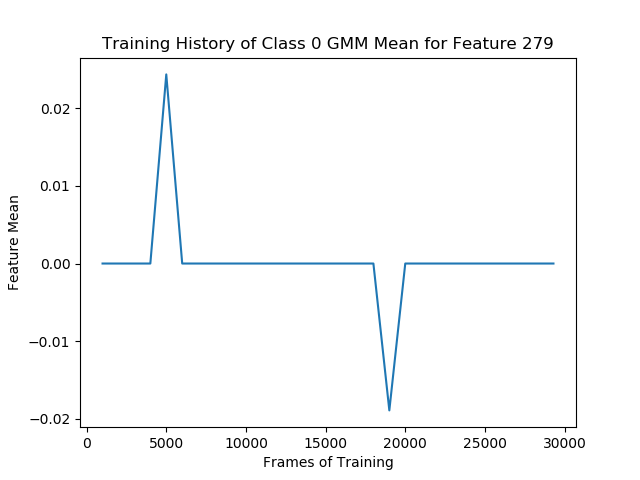 Training History of Class 0 GMM Mean for Feature 279
0.02
0.01
0.00
−0.01
−0.02
Feature Mean
0 5000 10000 15000 20000 25000 30000
Frames of Training